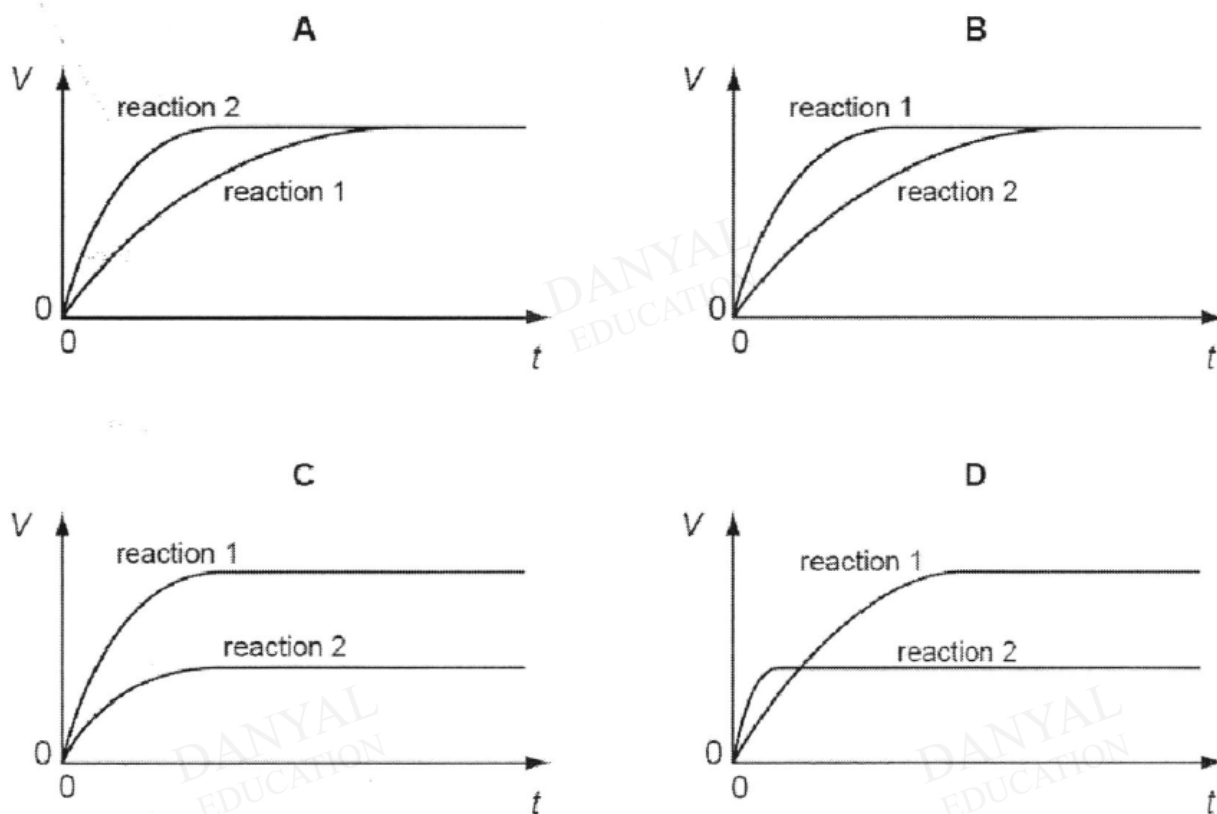 A
V
reaction 2
reaction 1
0
0
t
B
V
reaction 1
reaction 2
0
0
t
DANYAL
EDUCATION
C
V
reaction 1
reaction 2
0
0
t
D
V
reaction 1
reaction 2
0
0
t
DANYAL
EDUCATION
DANYAL
EDUCATION